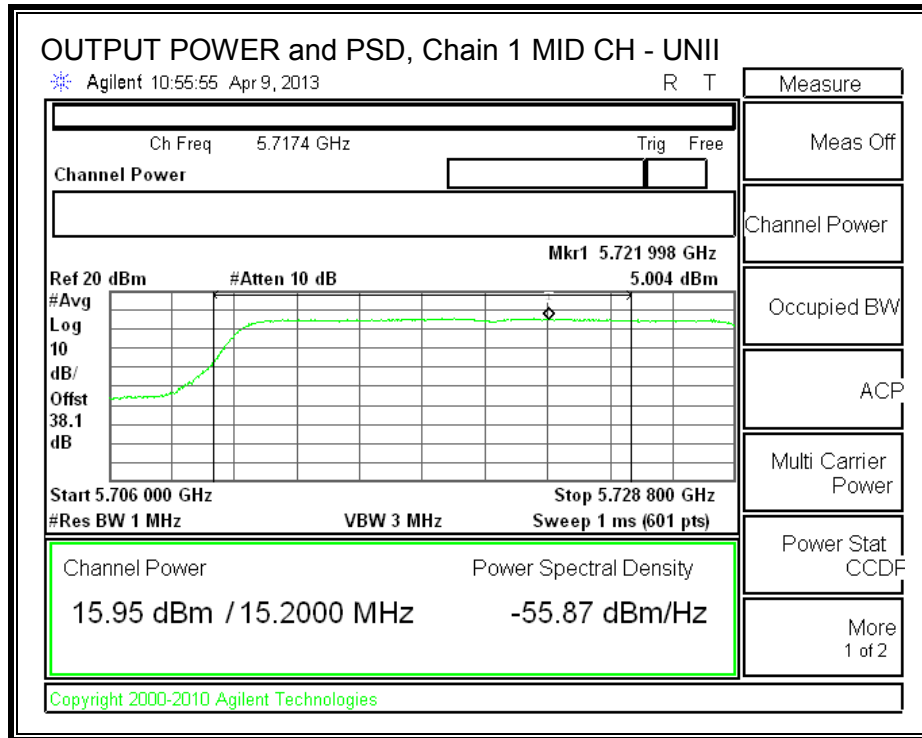 OUTPUT POWER and PSD, Chain 1 MID CH - UNII
Agilent 10:55:55 Apr 9, 2013 R T
Measure
Ch Freq 5.7174 GHz Trig Free
Channel Power
Meas Off
Channel Power
Occupied BW
ACP
Multi Carrier
Power
Power Stat
CCDF
More
1 of 2
Mkr1 5.721 998 GHz
Ref 20 dBm #Atten 10 dB 5.004 dBm
#Avg
Log
10
dB/
Offst
38.1
dB
1
Start 5.706 000 GHz Stop 5.728 800 GHz
#Res BW 1 MHz VBW 3 MHz Sweep 1 ms (601 pts)
Channel Power Power Spectral Density
15.95 dBm / 15.2000 MHz -55.87 dBm/Hz
Copyright 2000-2010 Agilent Technologies